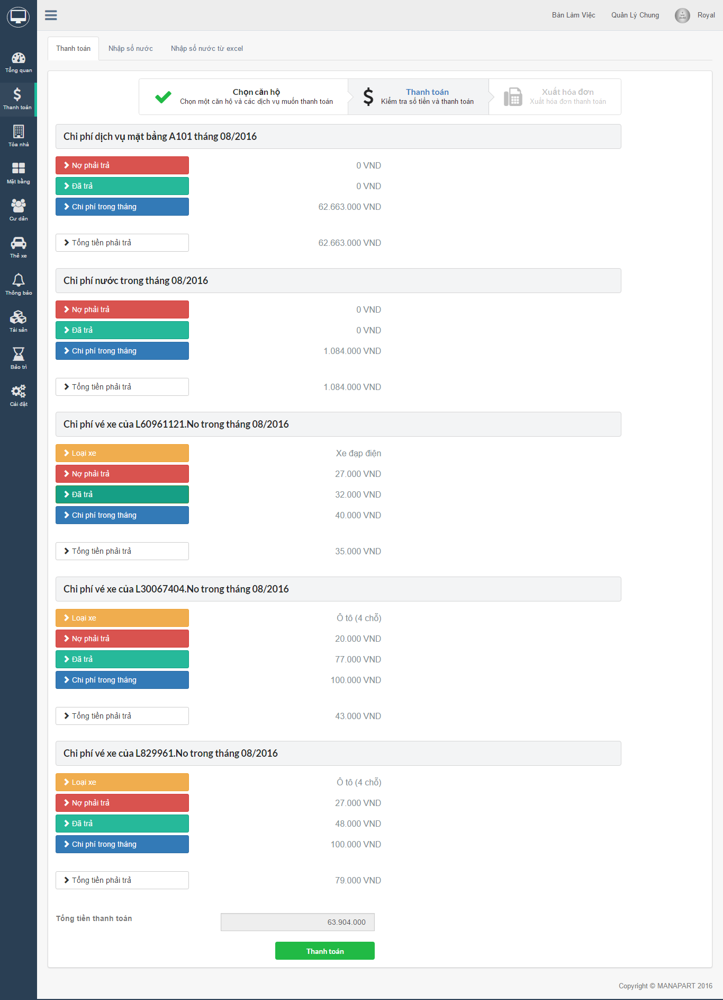 Bàn Làm Việc
Quản Lý Chung
Royal
Tổng quan
Thanh toán
Tòa nhà
Mặt bằng
Cư dân
Thẻ xe
Thông báo
Tài sản
Bảo trì
Cài đặt
Thanh toán
Nhập số nước
Nhập số nước từ excel
Chọn căn hộ
Chọn một căn hộ và các dịch vụ muốn thanh toán
Thanh toán
Kiểm tra số tiền và thanh toán
Xuất hóa đơn
Xuất hóa đơn thanh toán
Chi phí dịch vụ mặt bằng A101 tháng 08/2016
Nợ phải trả 0 VND
Đã trả 0 VND
Chi phí trong tháng 62.663.000 VND
Tổng tiền phải trả 62.663.000 VND
Chi phí nước trong tháng 08/2016
Nợ phải trả 0 VND
Đã trả 0 VND
Chi phí trong tháng 1.084.000 VND
Tổng tiền phải trả 1.084.000 VND
Chi phí vé xe của L60961121.No trong tháng 08/2016
Loại xe Xe đạp điện
Nợ phải trả 27.000 VND
Đã trả 32.000 VND
Chi phí trong tháng 40.000 VND
Tổng tiền phải trả 35.000 VND
Chi phí vé xe của L30067404.No trong tháng 08/2016
Loại xe Ô tô (4 chỗ)
Nợ phải trả 20.000 VND
Đã trả 77.000 VND
Chi phí trong tháng 100.000 VND
Tổng tiền phải trả 43.000 VND
Chi phí vé xe của L829961.No trong tháng 08/2016
Loại xe Ô tô (4 chỗ)
Nợ phải trả 27.000 VND
Đã trả 48.000 VND
Chi phí trong tháng 100.000 VND
Tổng tiền phải trả 79.000 VND
Tổng tiền thanh toán 63.904.000
Thanh toán
Copyright © MANAPART 2016